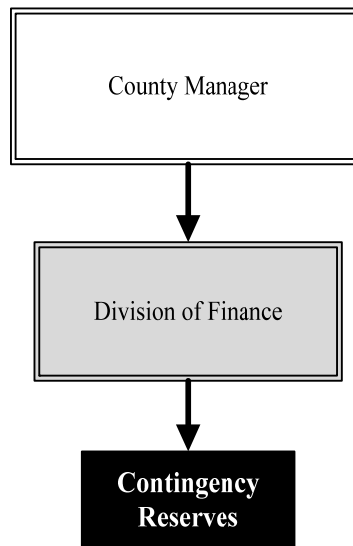 County Manager
Division of Finance
Contingency
Reserves